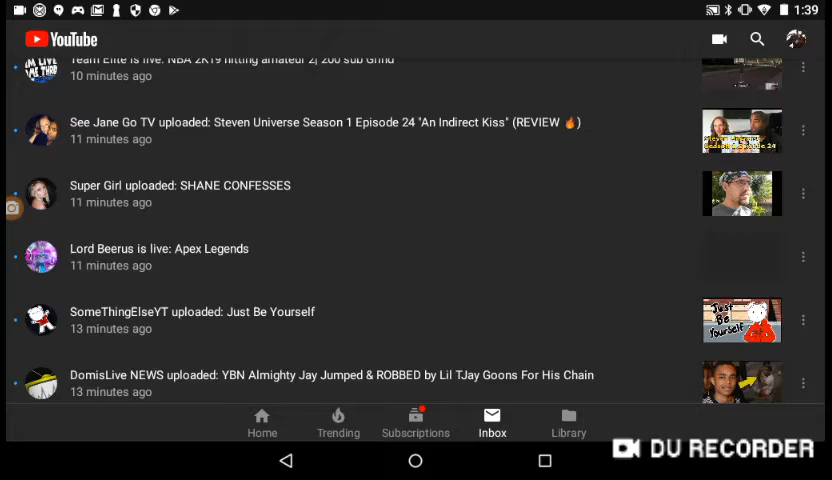 1:39
YouTube
Team Elite is live: NBA 2K19 hitting amateur 2| 200 sub Grind
10 minutes ago
See Jane Go TV uploaded: Steven Universe Season 1 Episode 24 "An Indirect Kiss" (REVIEW 🔥)
11 minutes ago
Super Girl uploaded: SHANE CONFESSES
11 minutes ago
Lord Beerus is live: Apex Legends
11 minutes ago
SomeThingElseYT uploaded: Just Be Yourself
13 minutes ago
Just
Be
Yourself
DomisLive NEWS uploaded: YBN Almighty Jay Jumped & ROBBED by Lil TJay Goons For His Chain
13 minutes ago
Home
Trending
Subscriptions
Inbox
Library
DU RECORDER